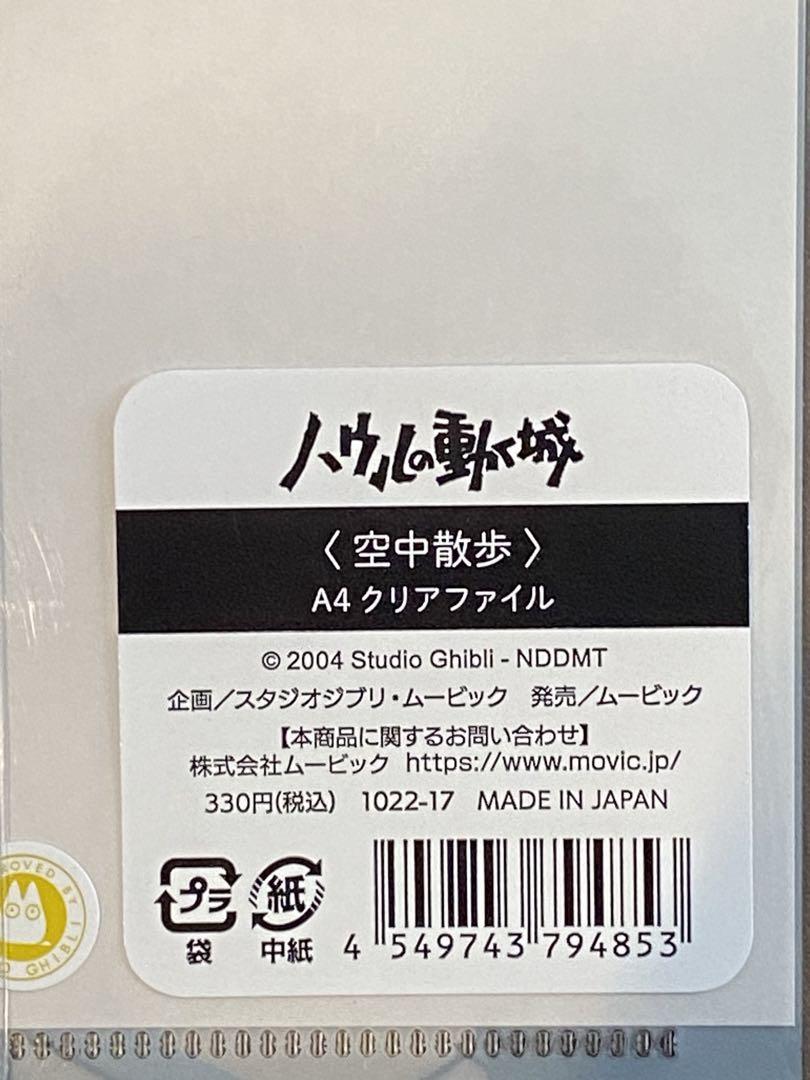 ハウルの動く城
〈 空中散歩 〉
A4 クリアファイル
© 2004 Studio Ghibli - NDDMT
企画/スタジオジブリ・ムービック 発売/ムービック
【本商品に関するお問い合わせ】
株式会社ムービック https://www.movic.jp/
330円(税込) 1022-17 MADE IN JAPAN
プラ
袋
紙
中紙
4 549743 794853
ROVED BY
O GHIBLI